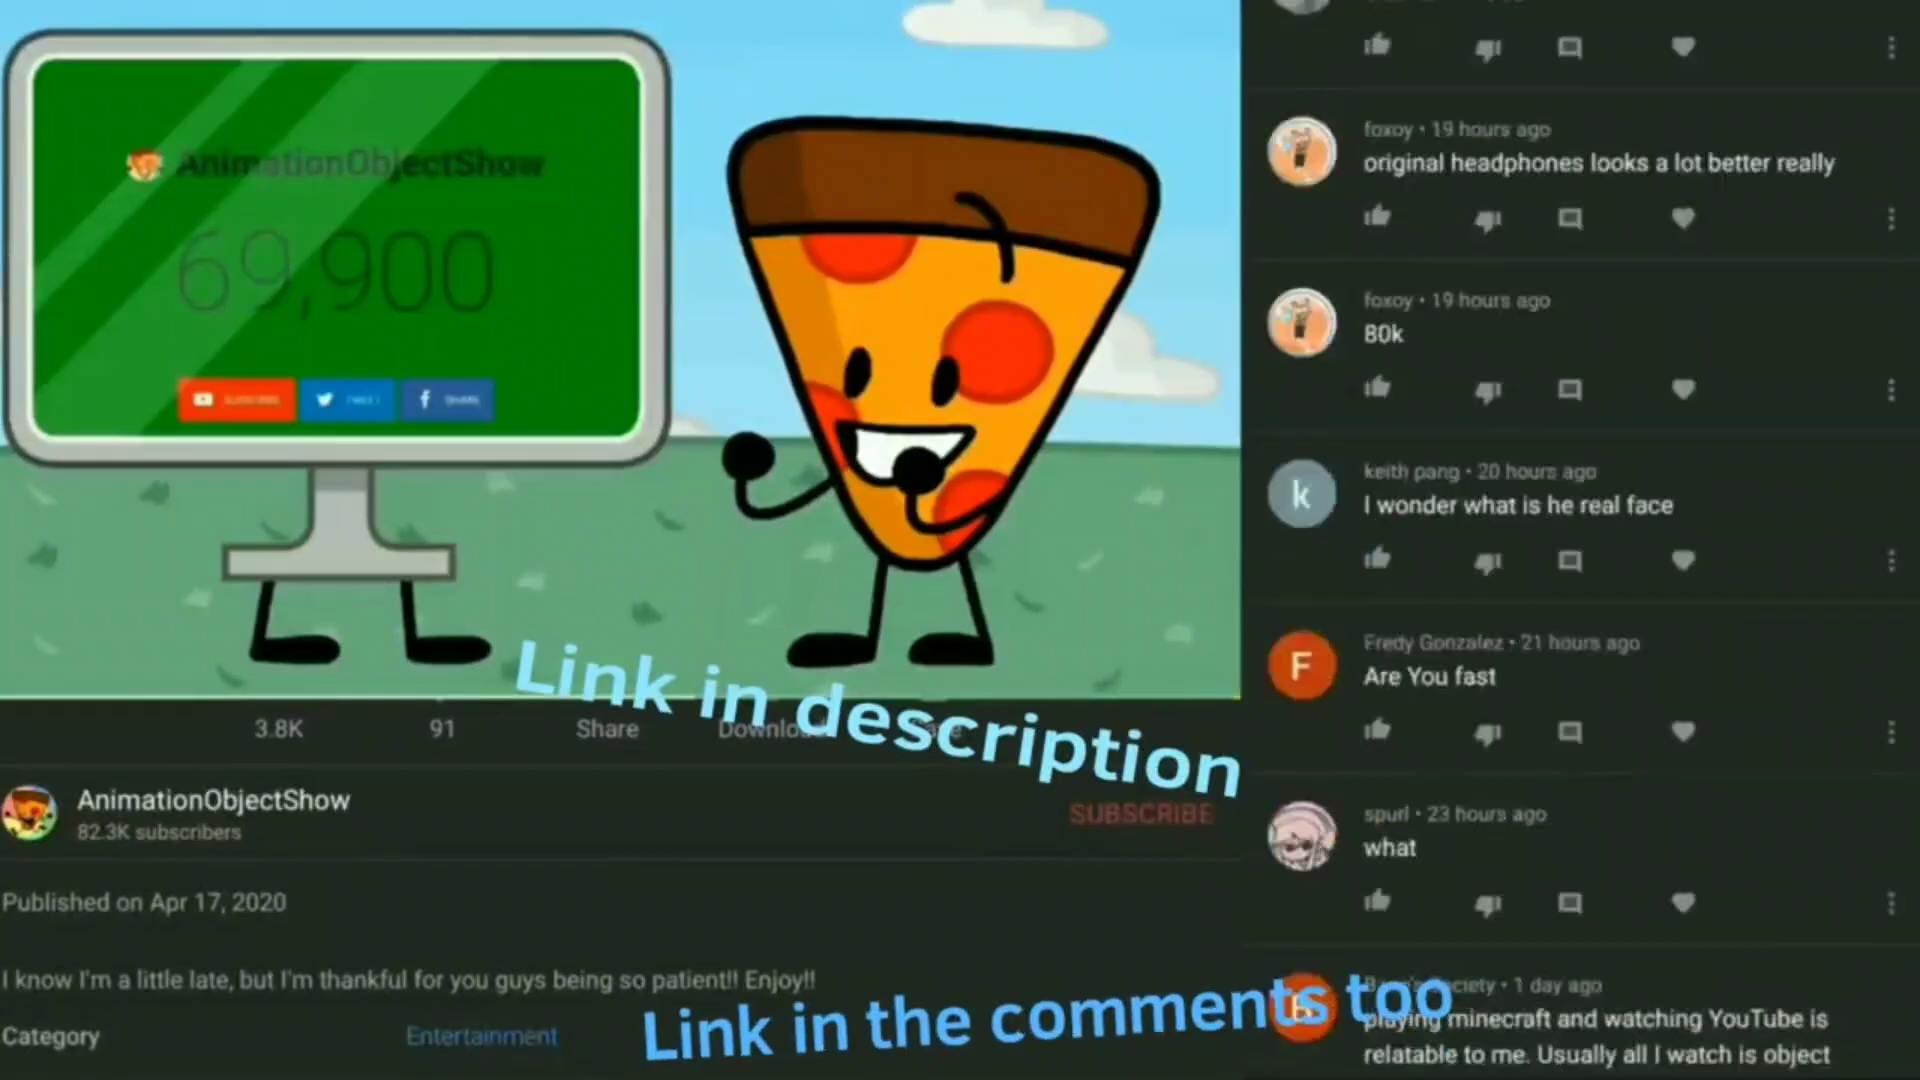 AnimationObjectShow
69,900
SUBSCRIBE
TWEET
SHARE
Link in description
3.8K
91
Share
Download
AnimationObjectShow
82.3K subscribers
SUBSCRIBE
Published on Apr 17, 2020
I know I'm a little late, but I'm thankful for you guys being so patient!! Enjoy!!
Category
Entertainment
Link in the comments too
foxoy • 19 hours ago
original headphones looks a lot better really
foxoy • 19 hours ago
80k
k
keith pang • 20 hours ago
I wonder what is he real face
F
Fredy Gonzalez • 21 hours ago
Are You fast
spurl • 23 hours ago
what
• 1 day ago
playing minecraft and watching YouTube is
relatable to me. Usually all I watch is object